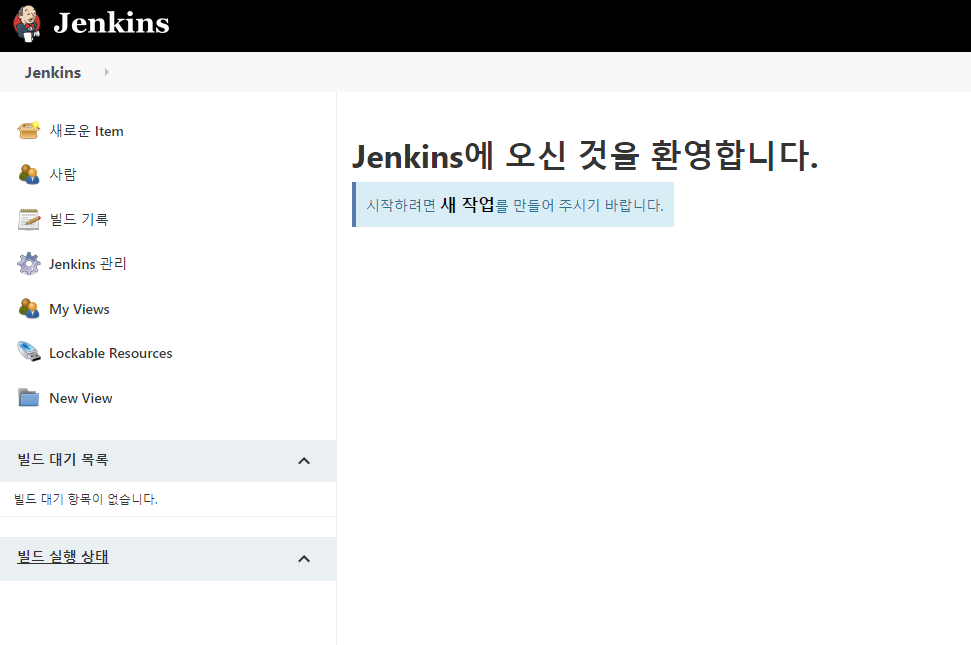 Jenkins
Jenkins
새로운 Item
사람
빌드 기록
Jenkins 관리
My Views
Lockable Resources
New View
빌드 대기 목록
빌드 대기 항목이 없습니다.
빌드 실행 상태
Jenkins에 오신 것을 환영합니다.
시작하려면 새 작업를 만들어 주시기 바랍니다.